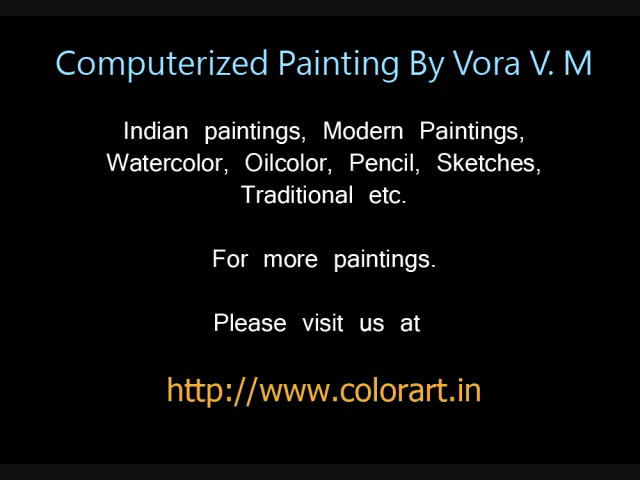 Computerized Painting By Vora V. M
Indian paintings, Modern Paintings,
Watercolor, Oilcolor, Pencil, Sketches,
Traditional etc.
For more paintings.
Please visit us at
http://www.colorart.in